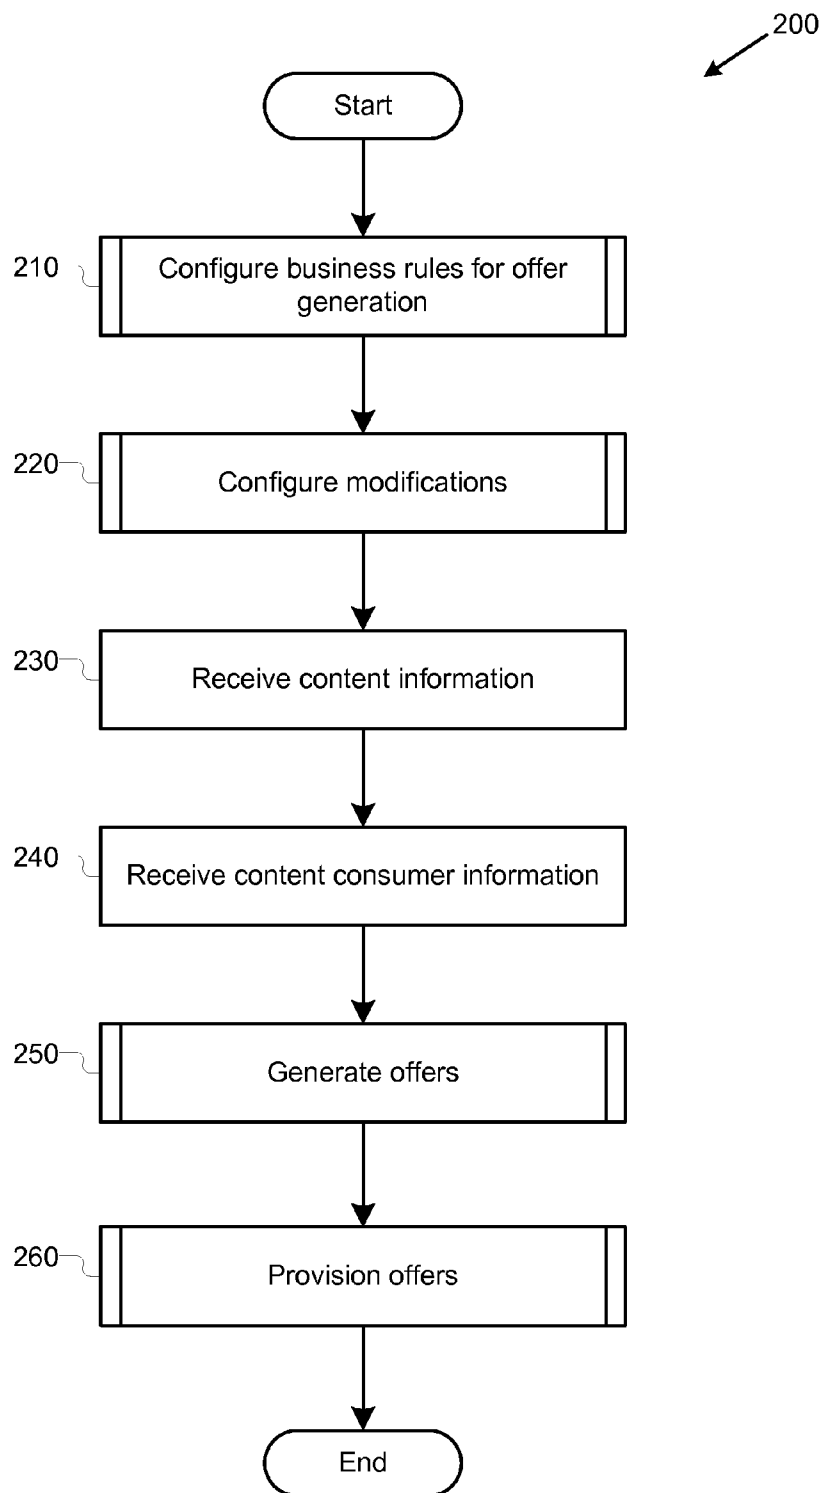 200
Start
210
Configure business rules for offer
generation
220
Configure modifications
230
Receive content information
240
Receive content consumer information
250
Generate offers
260
Provision offers
End